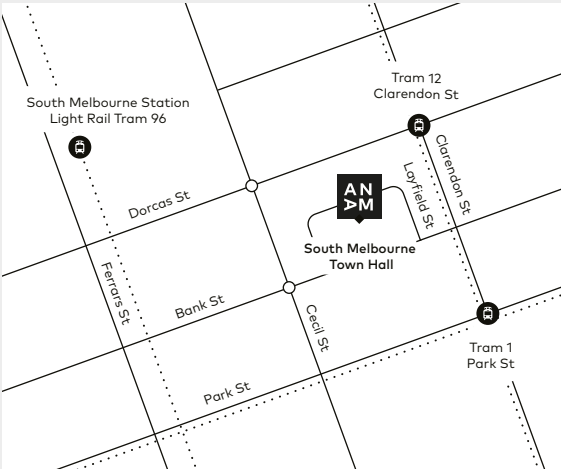 Tram 12
Clarendon St
South Melbourne Station
Light Rail Tram 96
Clarendon St
Layfield St
AN
AM
Dorcas St
South Melbourne
Town Hall
Ferrars St
Bank St
Cecil St
Tram 1
Park St
Park St